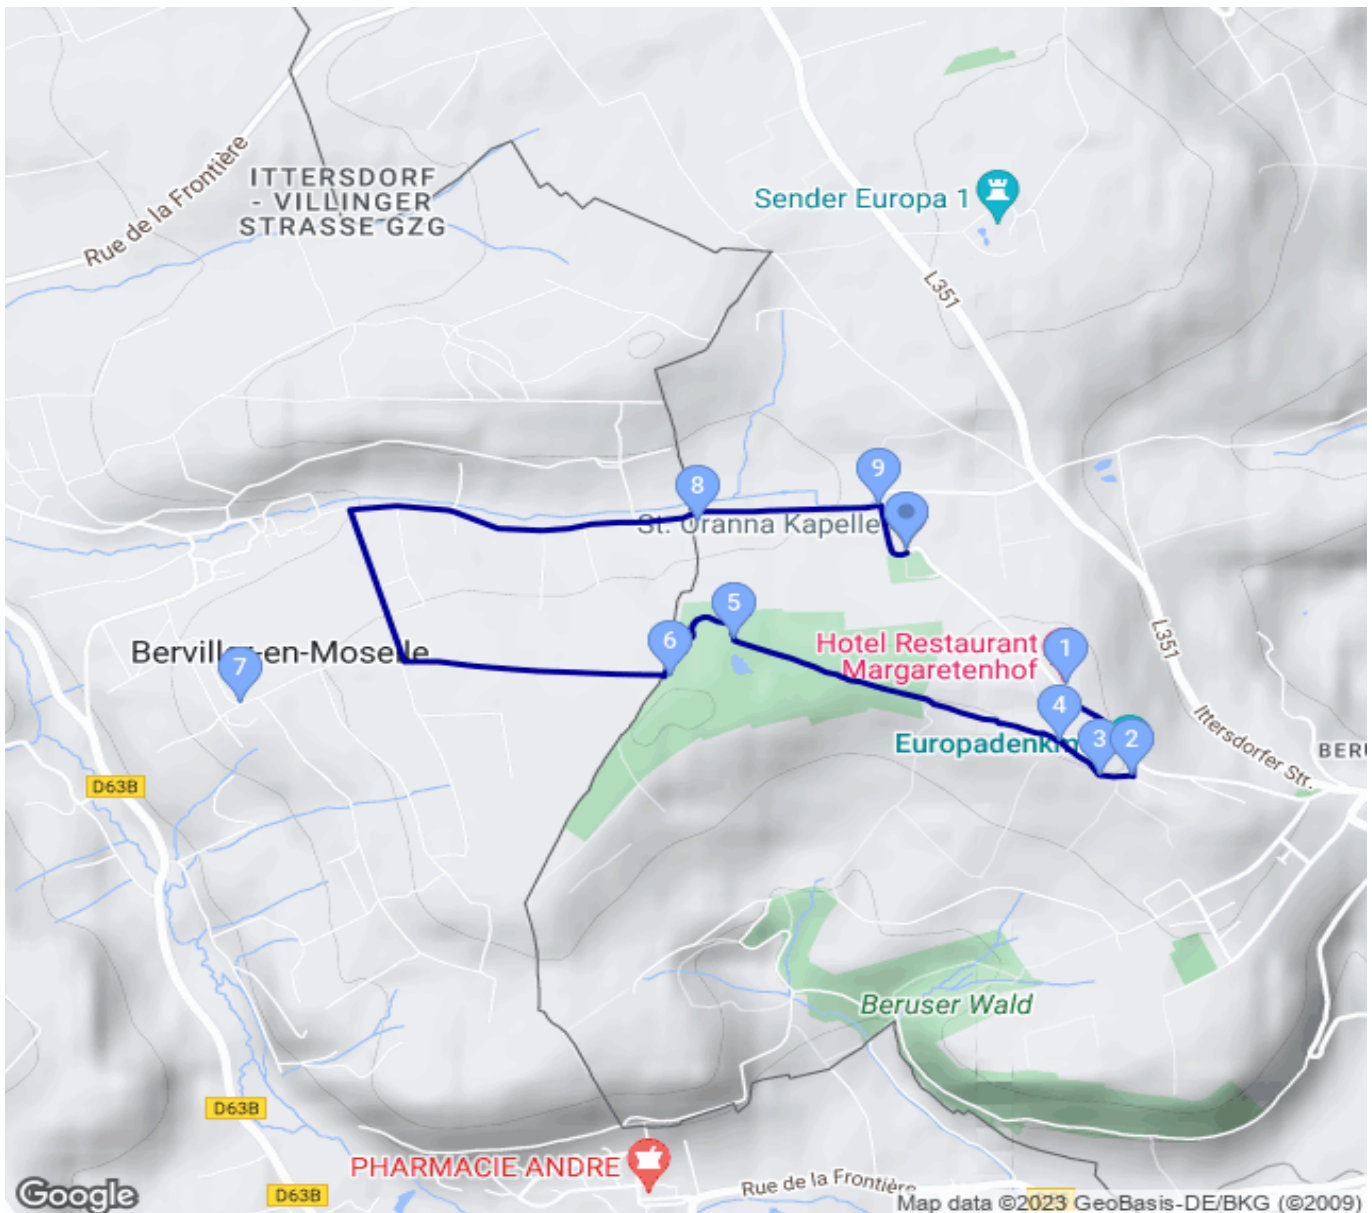 Rue de la Frontière
ITTERSDORF
- VILLINGER
STRASSE GZG
Sender Europa 1
L351
9
8
St. Oranna Kapelle
5
Hotel Restaurant
Margaretenhof
1
6
7
L351
4
Europadenkm
3
2
Ittersdorfer Str.
BERU
D63B
Beruser Wald
D63B
PHARMACIE ANDRE
D63B
Rue de la Frontière
Google
Map data ©2023 GeoBasis-DE/BKG (©2009)